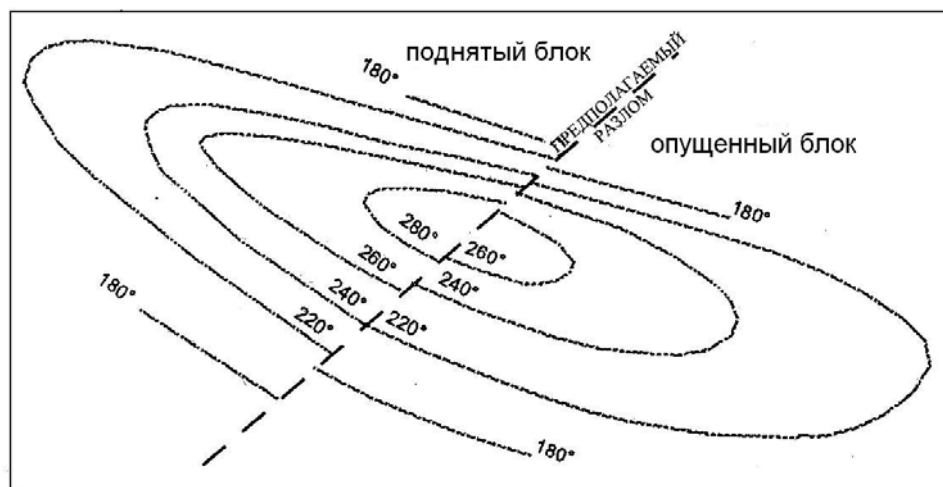 поднятый блок
180°
ПРЕДПОЛАГАЕМЫЙ
РАЗЛОМ
опущенный блок
180°
280°
260°
260°
240°
180°
240°
220°
220°
180°